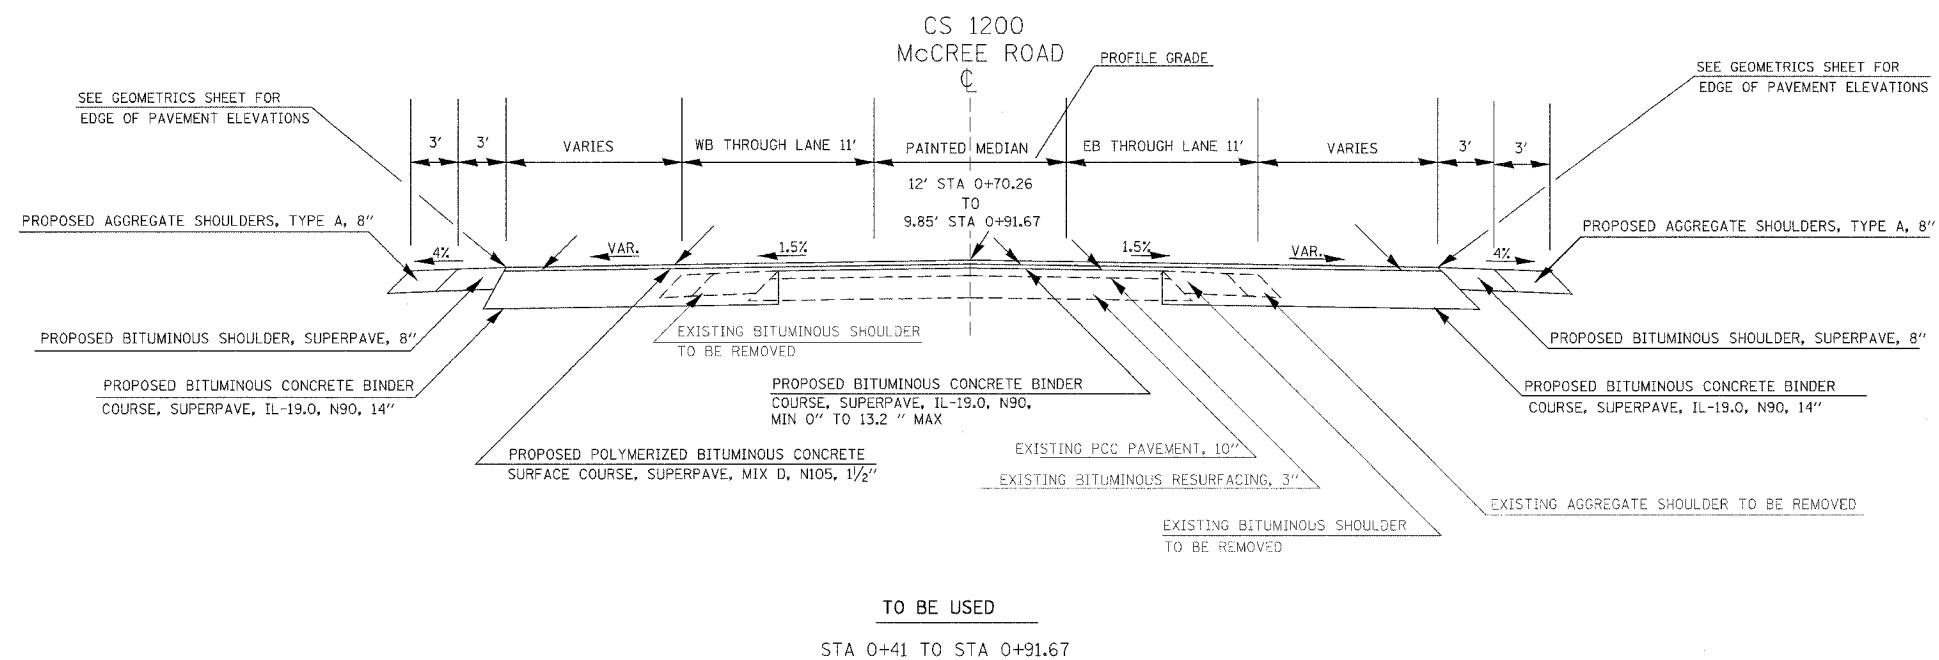 CS 1200
McCREE ROAD
℄
PROFILE GRADE
SEE GEOMETRICS SHEET FOR
EDGE OF PAVEMENT ELEVATIONS
SEE GEOMETRICS SHEET FOR
EDGE OF PAVEMENT ELEVATIONS
3' 3' VARIES WB THROUGH LANE 11' PAINTED MEDIAN EB THROUGH LANE 11' VARIES 3' 3'
12' STA 0+70.26
TO
9.85' STA 0+91.67
PROPOSED AGGREGATE SHOULDERS, TYPE A, 8"
PROPOSED AGGREGATE SHOULDERS, TYPE A, 8"
4% VAR. 1.5% 1.5% VAR. 4%
EXISTING BITUMINOUS SHOULDER
TO BE REMOVED
PROPOSED BITUMINOUS SHOULDER, SUPERPAVE, 8"
PROPOSED BITUMINOUS SHOULDER, SUPERPAVE, 8"
PROPOSED BITUMINOUS CONCRETE BINDER
COURSE, SUPERPAVE, IL-19.0, N90, 14"
PROPOSED BITUMINOUS CONCRETE BINDER
COURSE, SUPERPAVE, IL-19.0, N90,
MIN 0" TO 13.2 " MAX
PROPOSED BITUMINOUS CONCRETE BINDER
COURSE, SUPERPAVE, IL-19.0, N90, 14"
PROPOSED POLYMERIZED BITUMINOUS CONCRETE
SURFACE COURSE, SUPERPAVE, MIX D, N105, 1½"
EXISTING PCC PAVEMENT, 10"
EXISTING BITUMINOUS RESURFACING, 3"
EXISTING AGGREGATE SHOULDER TO BE REMOVED
EXISTING BITUMINOUS SHOULDER
TO BE REMOVED
TO BE USED
STA 0+41 TO STA 0+91.67